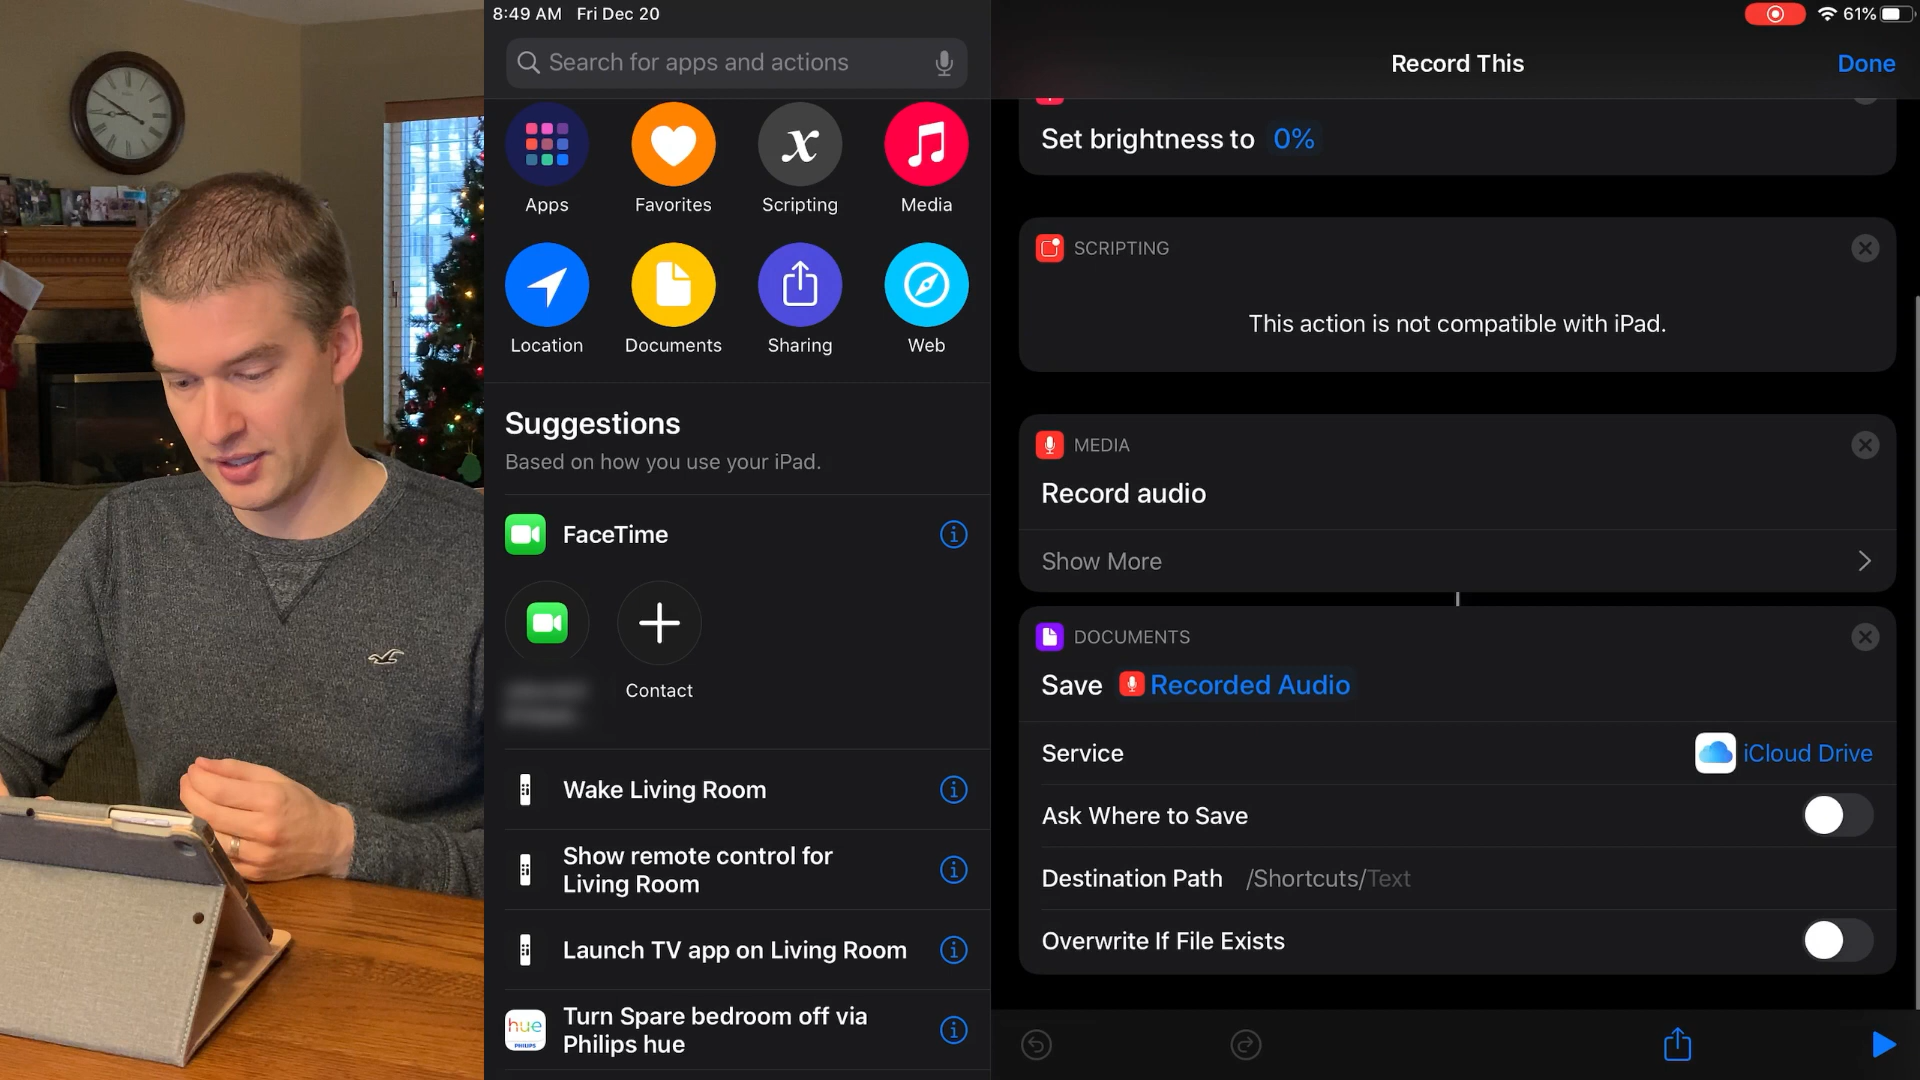 8:49 AM Fri Dec 20
61%
Search for apps and actions
Apps
Favorites
Scripting
Media
Location
Documents
Sharing
Web
Suggestions
Based on how you use your iPad.
FaceTime
Contact
Wake Living Room
Show remote control for
Living Room
Launch TV app on Living Room
hue
PHILIPS
Turn Spare bedroom off via
Philips hue
Record This
Done
Set brightness to 0%
SCRIPTING
This action is not compatible with iPad.
MEDIA
Record audio
Show More
DOCUMENTS
Save Recorded Audio
Service iCloud Drive
Ask Where to Save
Destination Path /Shortcuts/Text
Overwrite If File Exists